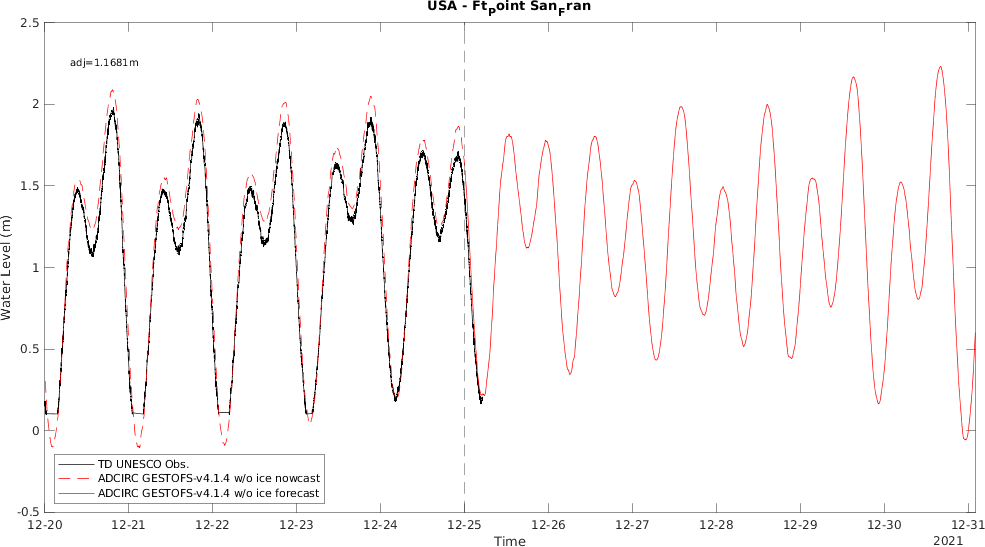 USA - Ft_Point San_Fran
adj=1.1681m
2.5
2
1.5
1
0.5
0
-0.5
Water Level (m)
TD UNESCO Obs.
ADCIRC GESTOFS-v4.1.4 w/o ice nowcast
ADCIRC GESTOFS-v4.1.4 w/o ice forecast
12-20 12-21 12-22 12-23 12-24 12-25 12-26 12-27 12-28 12-29 12-30 12-31
Time
2021